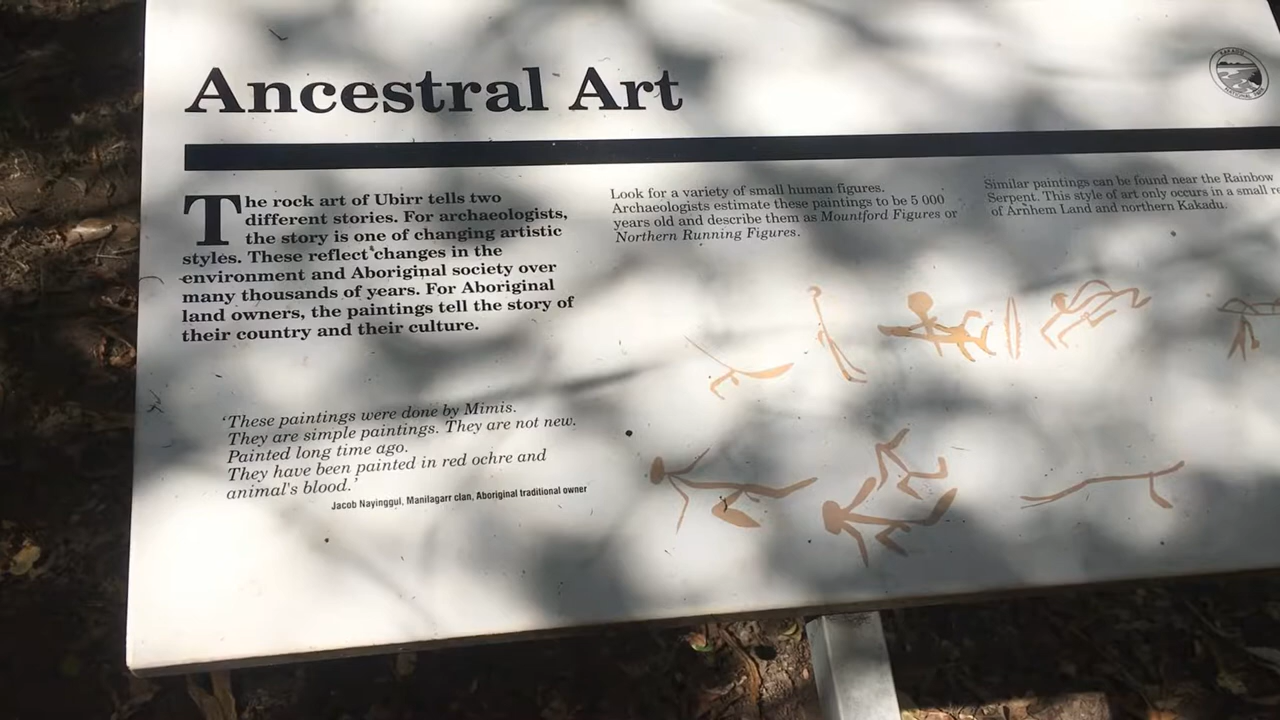 Ancestral Art
KAKADU
NATIONAL PARK
The rock art of Ubirr tells two
different stories. For archaeologists,
the story is one of changing artistic
styles. These reflect changes in the
environment and Aboriginal society over
many thousands of years. For Aboriginal
land owners, the paintings tell the story of
their country and their culture.
'These paintings were done by Mimis.
They are simple paintings. They are not new.
Painted long time ago.
They have been painted in red ochre and
animal's blood.'
Jacob Nayinggul, Manilagarr clan, Aboriginal traditional owner
Look for a variety of small human figures.
Archaeologists estimate these paintings to be 5 000
years old and describe them as Mountford Figures or
Northern Running Figures.
Similar paintings can be found near the Rainbow
Serpent. This style of art only occurs in a small
of Arnhem Land and northern Kakadu.